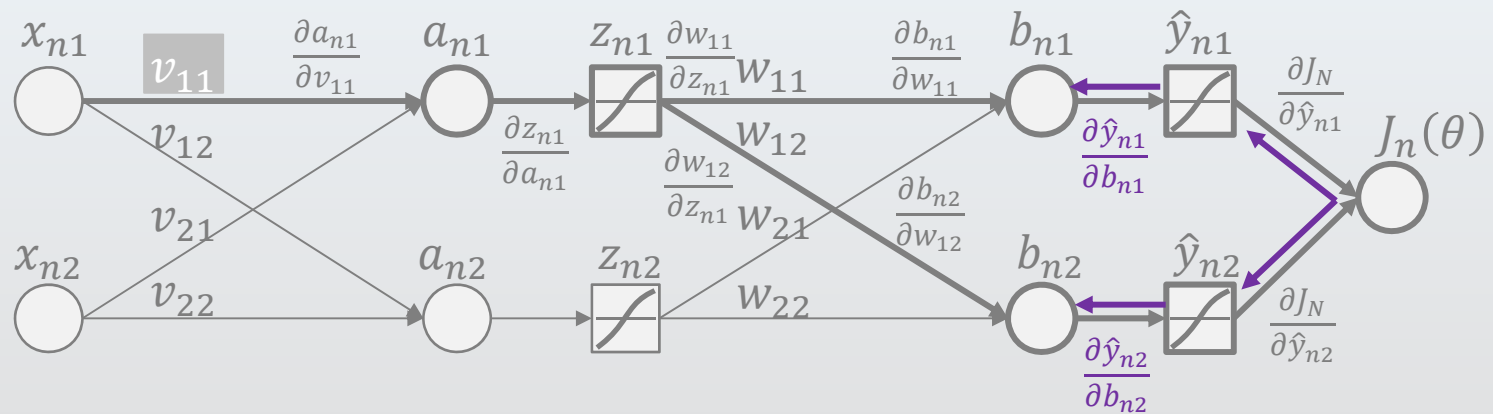 x_{n1} v_{11} ∂a_{n1}/∂v_{11} a_{n1} z_{n1} ∂w_{11}/∂z_{n1} w_{11} ∂b_{n1}/∂w_{11} b_{n1} ŷ_{n1} ∂J_N/∂ŷ_{n1}
v_{12} ∂z_{n1}/∂a_{n1} w_{12} ∂ŷ_{n1}/∂b_{n1} J_n(θ)
v_{21} ∂w_{12}/∂z_{n1} w_{21} ∂b_{n2}/∂w_{12}
x_{n2} a_{n2} z_{n2} b_{n2} ŷ_{n2}
v_{22} w_{22} ∂J_N/∂ŷ_{n2}
∂ŷ_{n2}/∂b_{n2}